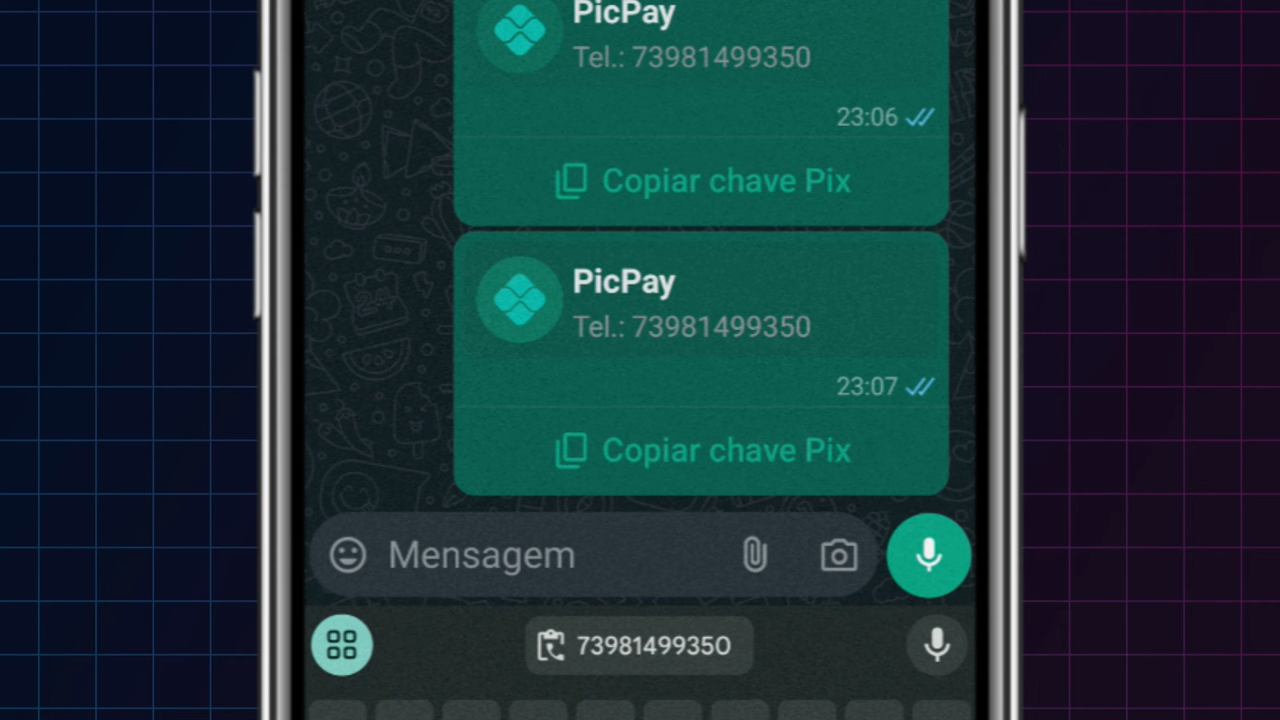 PicPay
Tel.: 73981499350
23:06
Copiar chave Pix
PicPay
Tel.: 73981499350
23:07
Copiar chave Pix
Mensagem
73981499350